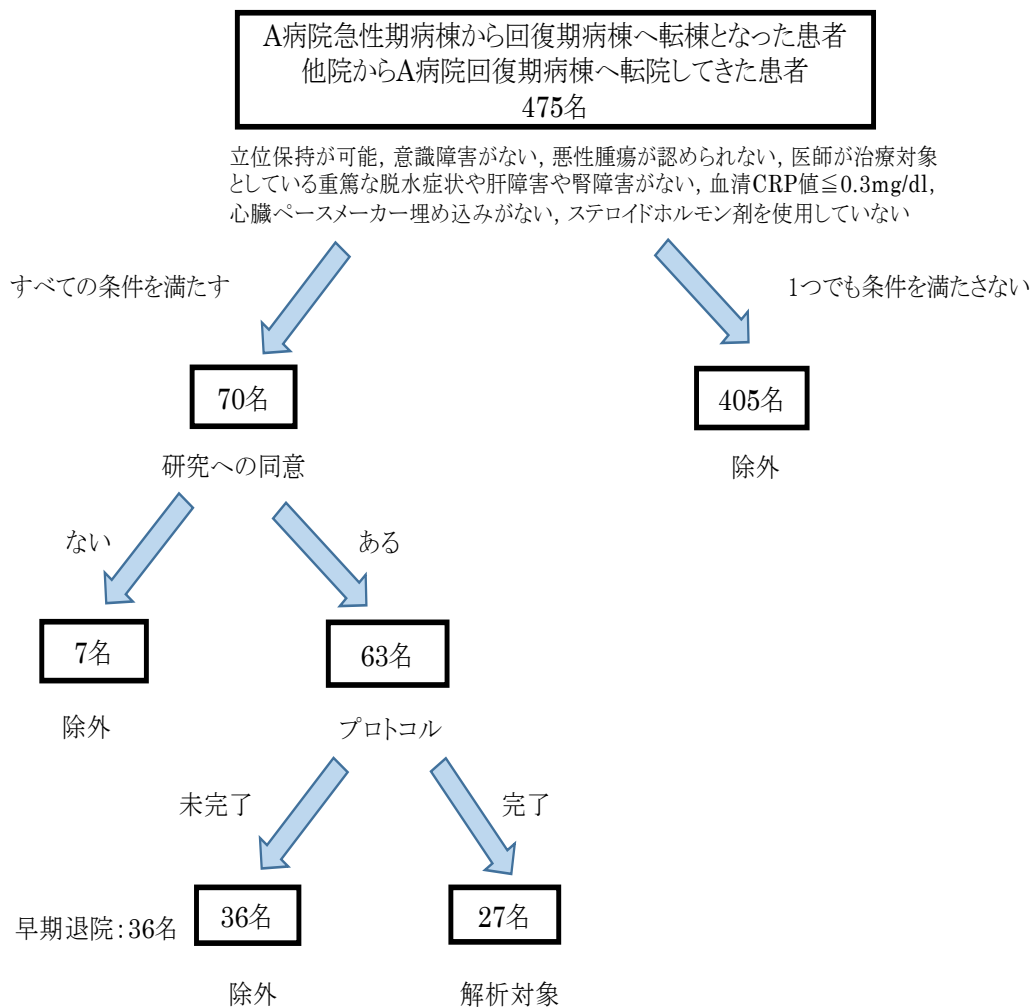 A病院急性期病棟から回復期病棟へ転棟となった患者
他院からA病院回復期病棟へ転院してきた患者
475名
立位保持が可能，意識障害がない，悪性腫瘍が認められない，医師が治療対象
としている重篤な脱水症状や肝障害や腎障害がない，血清CRP値≦0.3mg/dl，
心臓ペースメーカー埋め込みがない，ステロイドホルモン剤を使用していない
すべての条件を満たす
1つでも条件を満たさない
70名
405名
研究への同意
除外
ない
ある
7名
63名
除外
プロトコル
未完了
完了
早期退院：36名
36名
27名
除外
解析対象